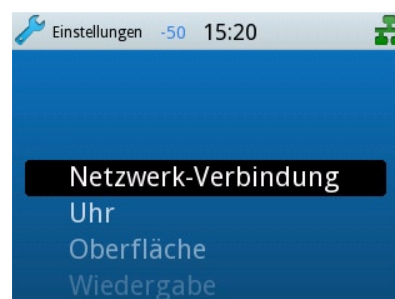 Einstellungen -50 15:20
Netzwerk-Verbindung
Uhr
Oberfläche
Wiedergabe